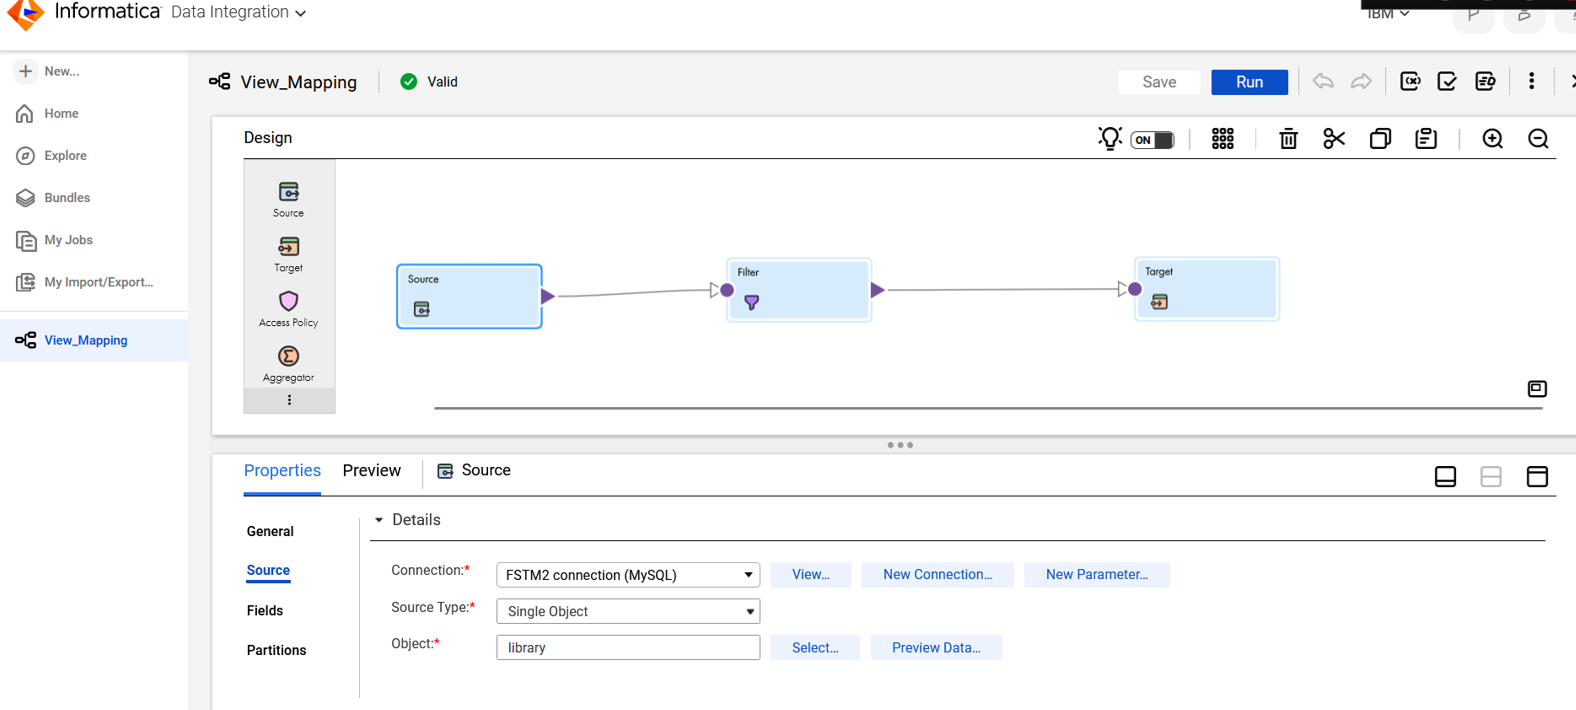 Informatica Data Integration
IBM
New...
Home
Explore
Bundles
My Jobs
My Import/Export...
View_Mapping
View_Mapping
Valid
Save
Run
Design
ON
Source
Target
Access Policy
Aggregator
Source
Filter
Target
Properties
Preview
Source
General
Source
Fields
Partitions
Details
Connection:* FSTM2 connection (MySQL) View... New Connection... New Parameter...
Source Type:* Single Object
Object:* library Select... Preview Data...